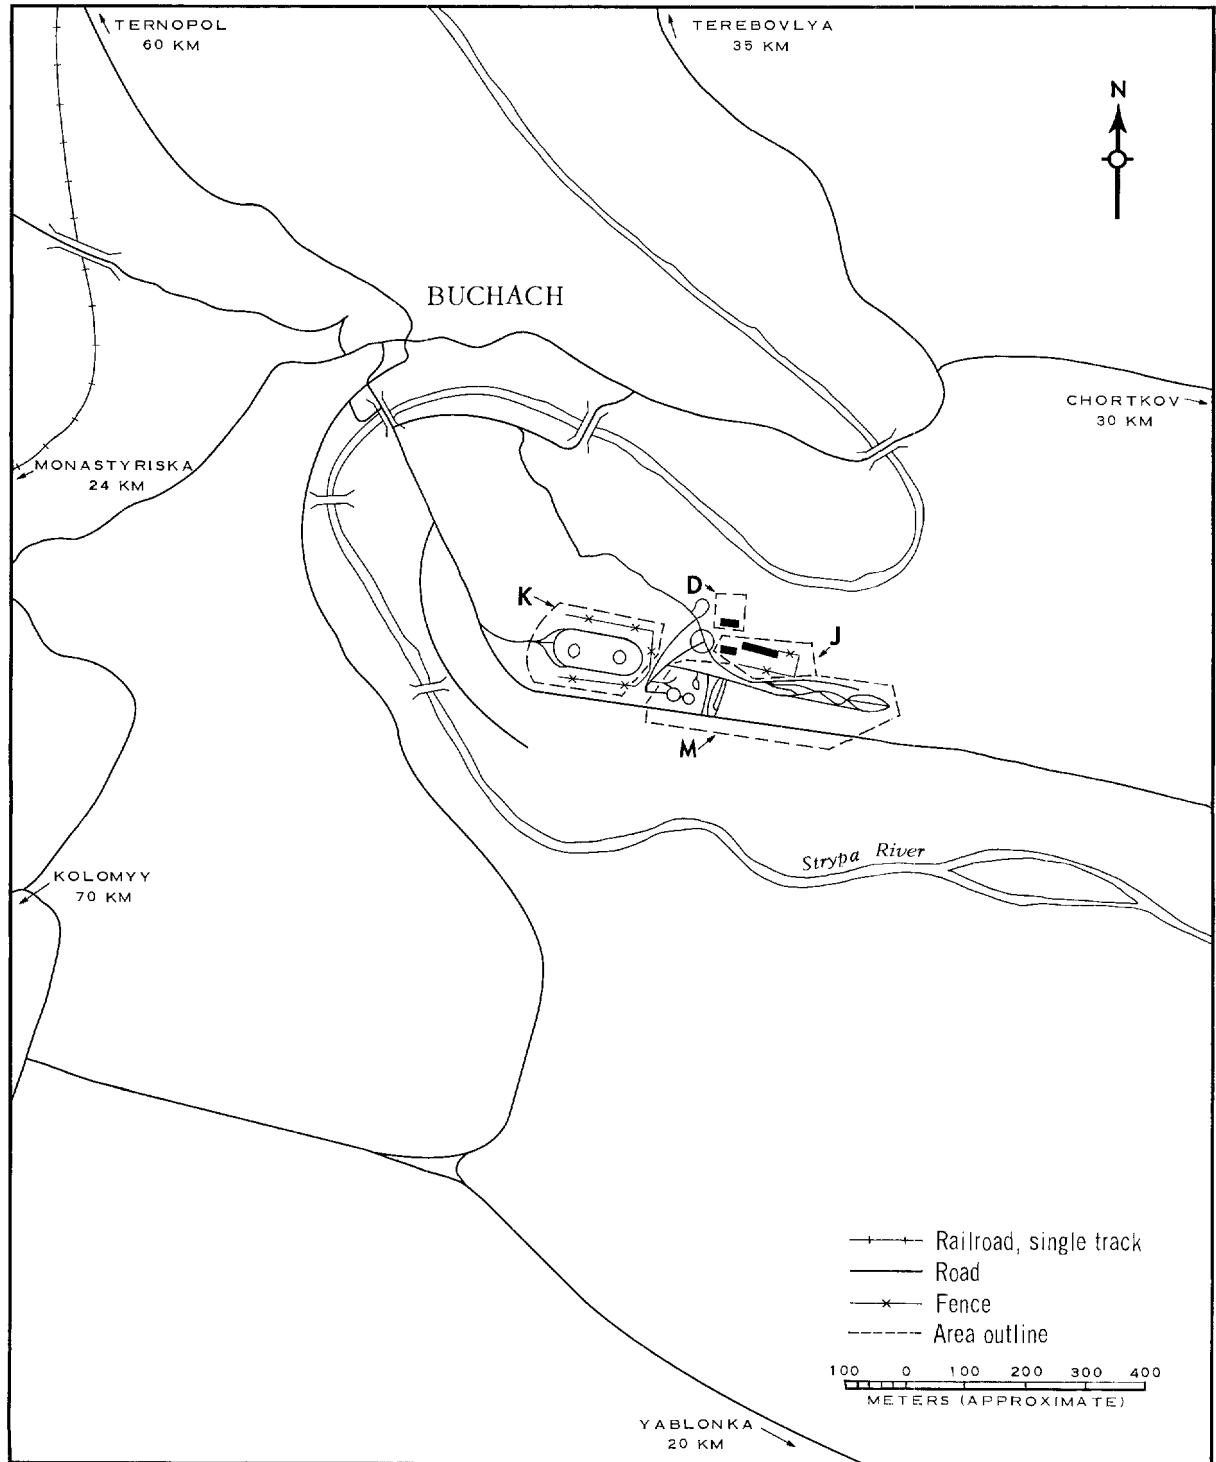 TERNOPOL
60 KM
TEREBOVLYA
35 KM
N
BUCHACH
CHORTKOV
30 KM
MONASTYRISKA
24 KM
D
K
J
M
Strypa River
KOLOMYY
70 KM
Railroad, single track
Road
Fence
Area outline
100 0 100 200 300 400
METERS (APPROXIMATE)
YABLONKA
20 KM